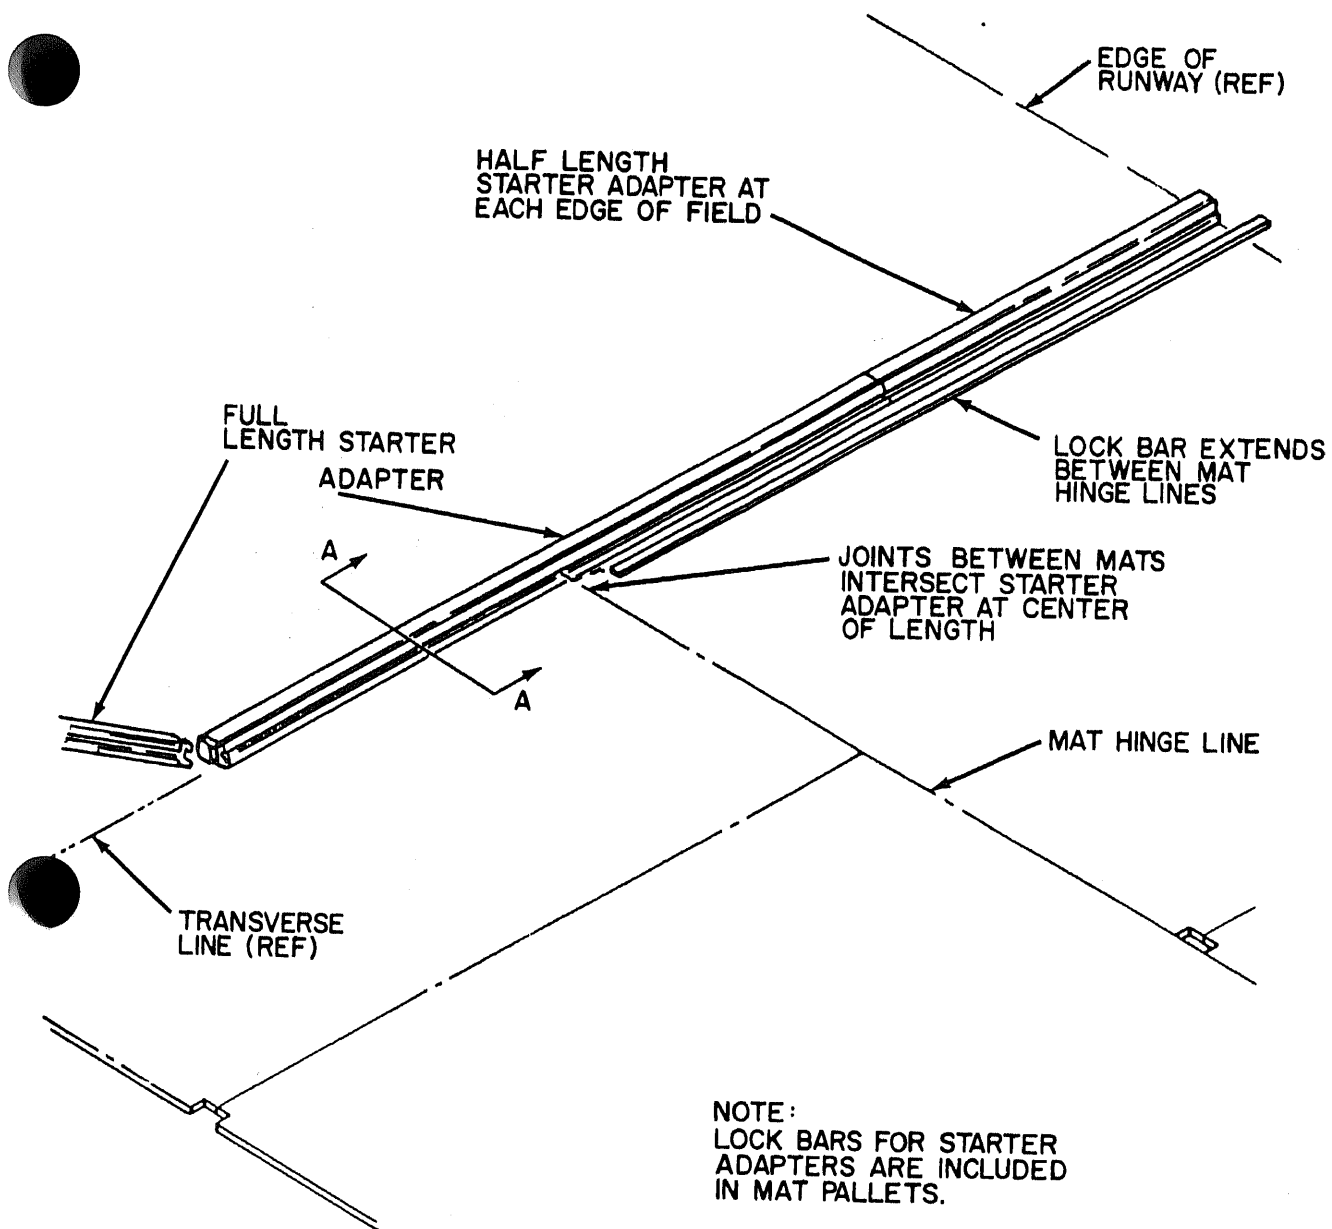 EDGE OF
RUNWAY (REF)
HALF LENGTH
STARTER ADAPTER AT
EACH EDGE OF FIELD
FULL
LENGTH STARTER
ADAPTER
LOCK BAR EXTENDS
BETWEEN MAT
HINGE LINES
A
JOINTS BETWEEN MATS
INTERSECT STARTER
ADAPTER AT CENTER
OF LENGTH
A
MAT HINGE LINE
TRANSVERSE
LINE (REF)
NOTE:
LOCK BARS FOR STARTER
ADAPTERS ARE INCLUDED
IN MAT PALLETS.